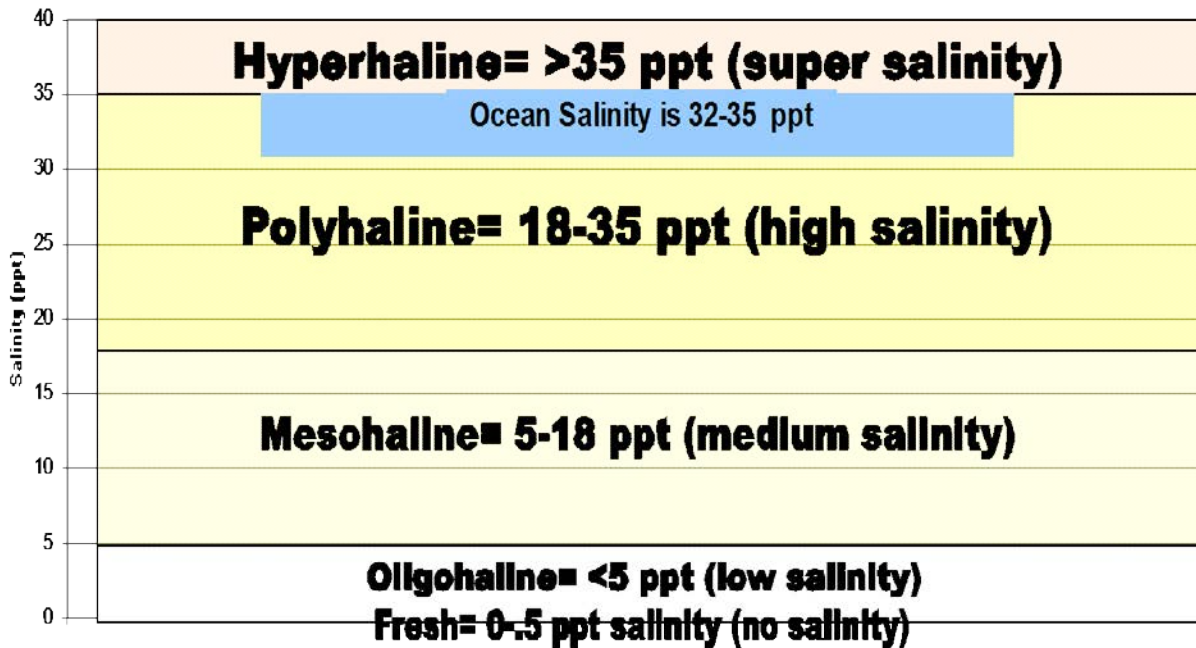 40
Hyperhaline= >35 ppt (super salinity)
35
Ocean Salinity is 32-35 ppt
30
Polyhaline= 18-35 ppt (high salinity)
25
Salinity (ppt)
20
15
Mesohaline= 5-18 ppt (medium salinity)
10
5
Oligohaline= <5 ppt (low salinity)
0
Fresh= 0-.5 ppt salinity (no salinity)